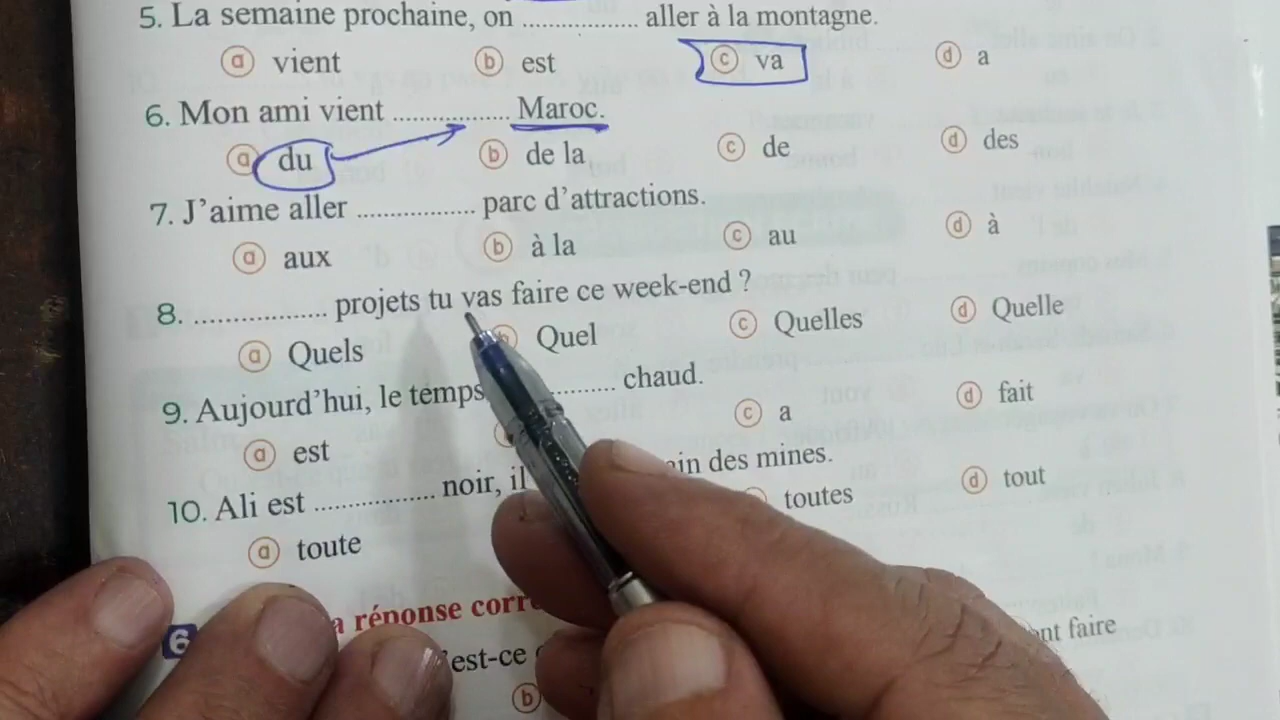 5. La semaine prochaine, on .................. aller à la montagne.
a vient b est c va d a
6. Mon ami vient .................. Maroc.
a du b de la c de d des
7. J'aime aller .................. parc d'attractions.
a aux b à la c au d à
8. .................. projets tu vas faire ce week-end ?
a Quels b Quel c Quelles d Quelle
9. Aujourd'hui, le temps .......... chaud.
a est c a d fait
10. Ali est .................. noir, il des mines.
a toute toutes d tout
6 réponse
est-ce faire
b